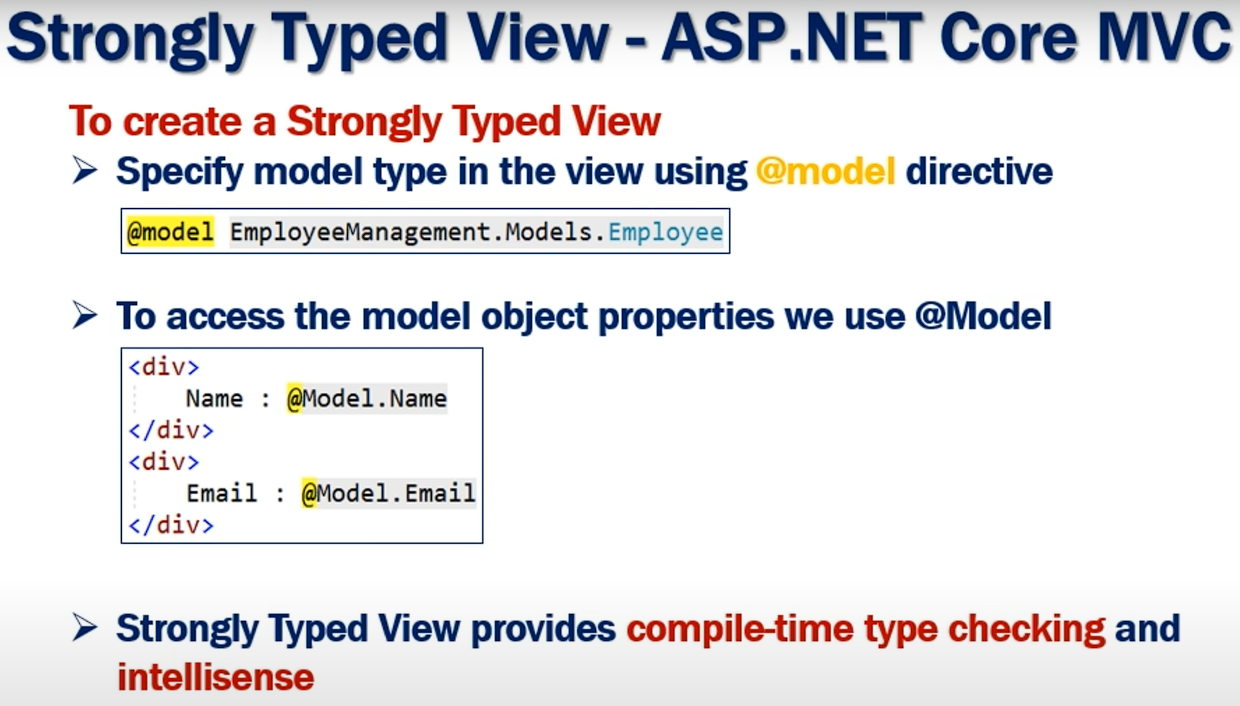 Strongly Typed View - ASP.NET Core MVC
To create a Strongly Typed View
Specify model type in the view using @model directive
@model EmployeeManagement.Models.Employee
To access the model object properties we use @Model
<div>
Name : @Model.Name
</div>
<div>
Email : @Model.Email
</div>
Strongly Typed View provides compile-time type checking and
intellisense